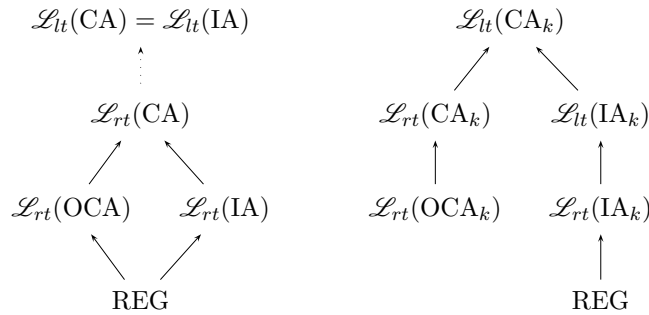 ℒlt(CA) = ℒlt(IA) ℒlt(CAk)
ℒrt(CA) ℒrt(CAk) ℒlt(IAk)
ℒrt(OCA) ℒrt(IA) ℒrt(OCAk) ℒrt(IAk)
REG REG